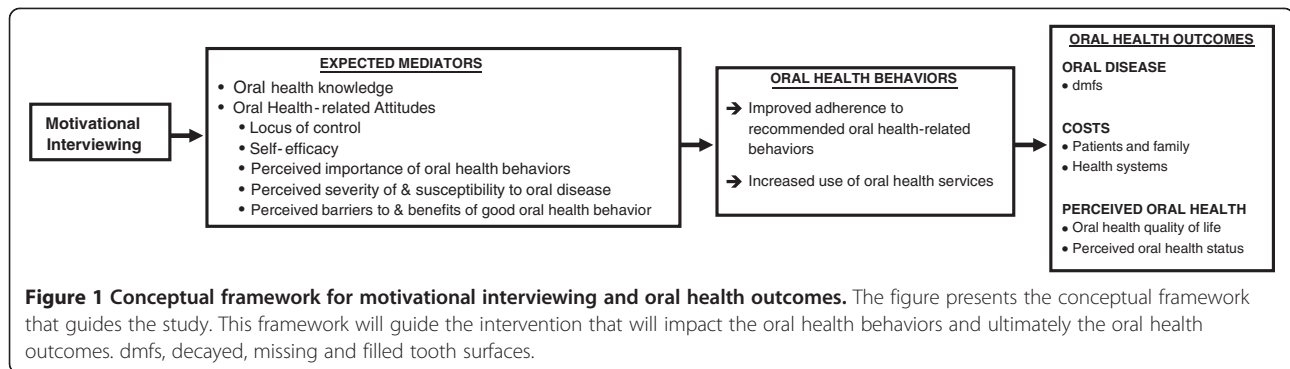 Motivational
Interviewing
EXPECTED MEDIATORS
• Oral health knowledge
• Oral Health-related Attitudes
• Locus of control
• Self-efficacy
• Perceived importance of oral health behaviors
• Perceived severity of & susceptibility to oral disease
• Perceived barriers to & benefits of good oral health behavior
ORAL HEALTH BEHAVIORS
➔ Improved adherence to
recommended oral health-related
behaviors
➔ Increased use of oral health services
ORAL HEALTH OUTCOMES
ORAL DISEASE
• dmfs
COSTS
• Patients and family
• Health systems
PERCEIVED ORAL HEALTH
• Oral health quality of life
• Perceived oral health status
Figure 1 Conceptual framework for motivational interviewing and oral health outcomes. The figure presents the conceptual framework
that guides the study. This framework will guide the intervention that will impact the oral health behaviors and ultimately the oral health
outcomes. dmfs, decayed, missing and filled tooth surfaces.